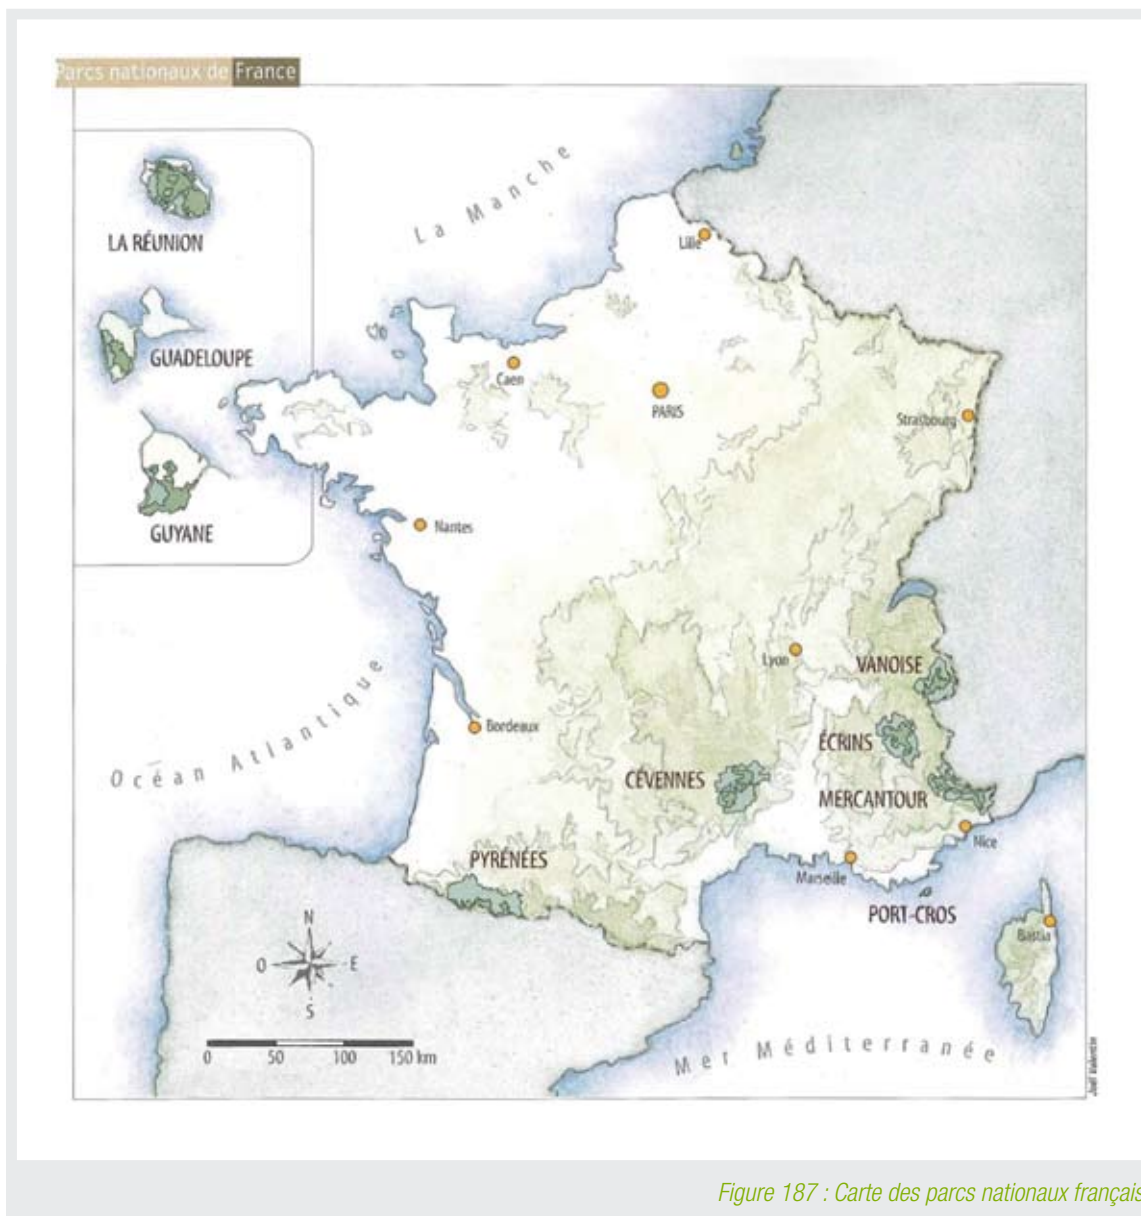 Parcs nationaux de France
La Manche
LA RÉUNION
Lille
GUADELOUPE
Caen
PARIS
Strasbourg
GUYANE
Nantes
Lyon
VANOISE
Océan Atlantique
Bordeaux
ÉCRINS
CÉVENNES
MERCANTOUR
Nice
PYRÉNÉES
Marseille
PORT-CROS
Bastia
N
O
E
S
0 50 100 150 km
Mer Méditerranée
Joël Valentin
Figure 187 : Carte des parcs nationaux français